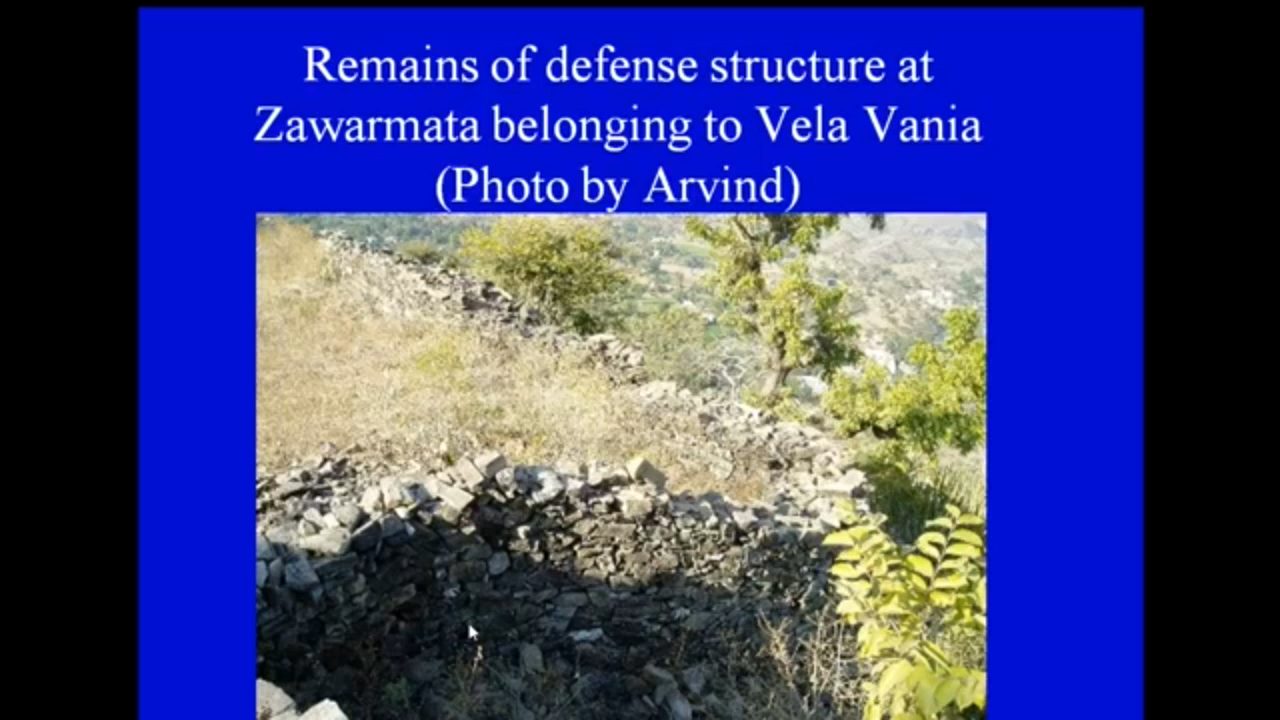 Remains of defense structure at
Zawarmata belonging to Vela Vania
(Photo by Arvind)